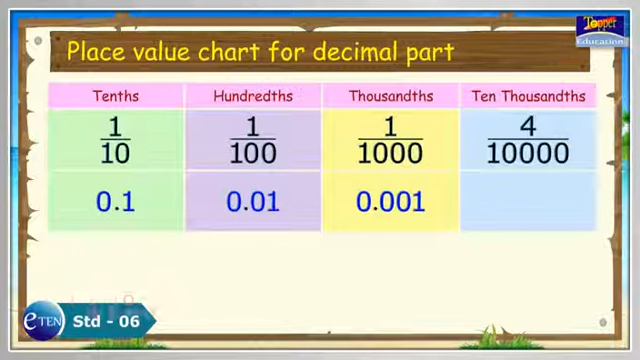 Topper
Education
Place value chart for decimal part
Tenths Hundredths Thousandths Ten Thousandths
1/10 1/100 1/1000 4/10000
0.1 0.01 0.001
eTEN Std - 06